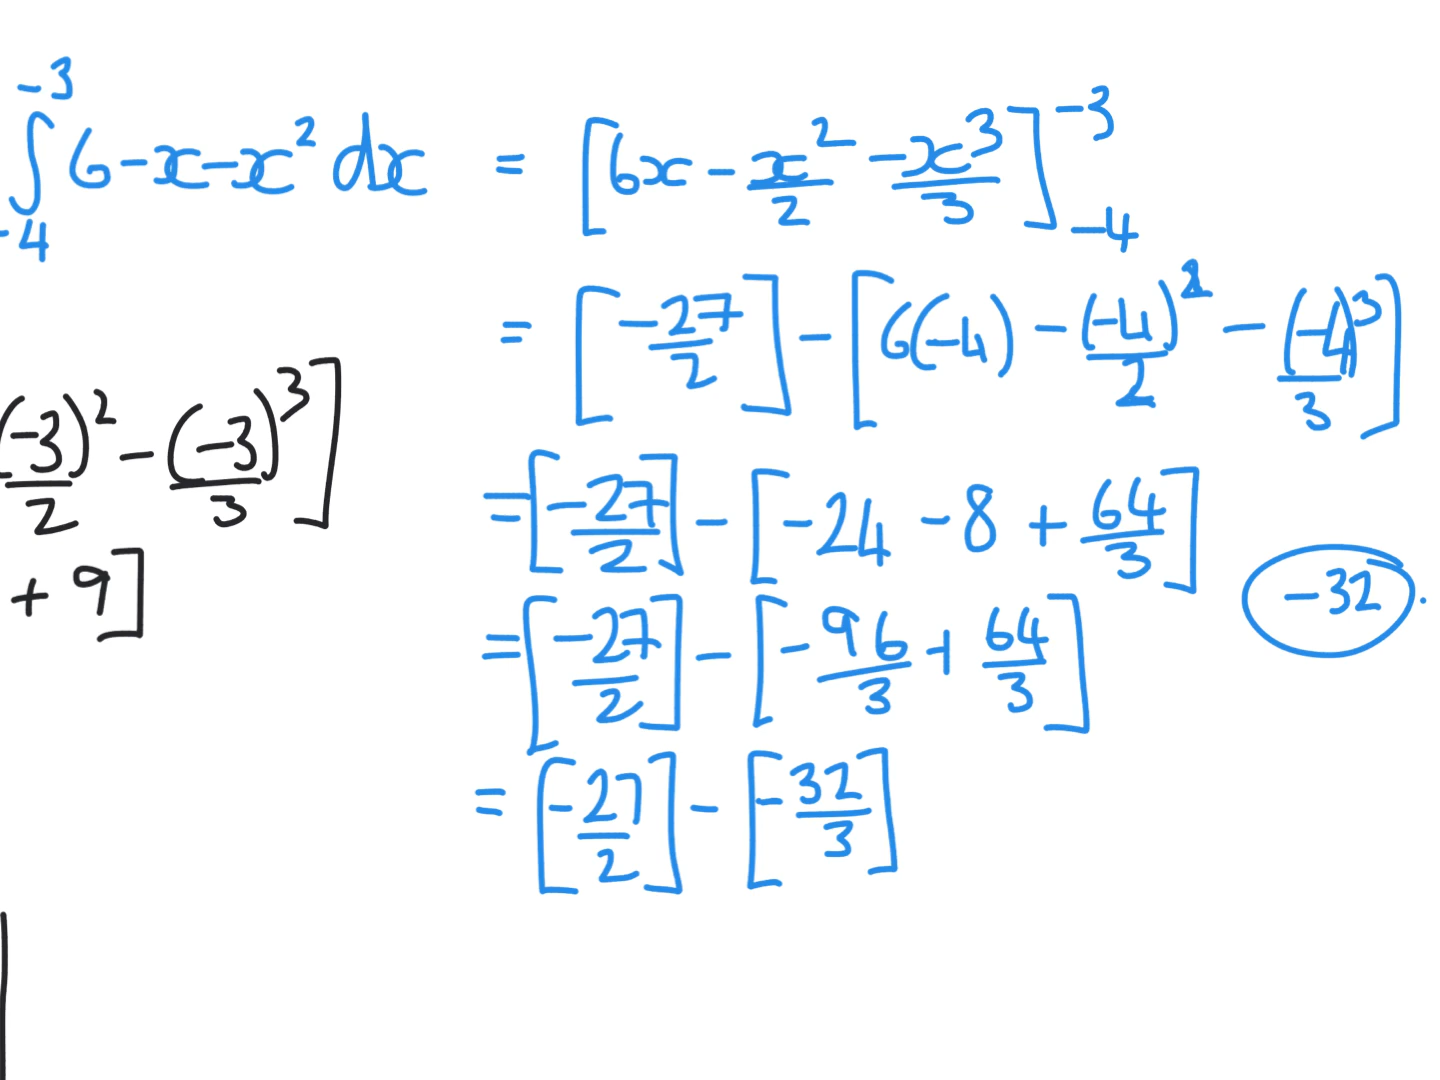 ∫_{-4}^{-3} 6 - x - x² dx = [6x - x²/2 - x³/3]_{-4}^{-3}
= [-27/2] - [6(-4) - (-4)²/2 - (-4)³/3]
(-3)²/2 - (-3)³/3]
= [-27/2] - [-24 - 8 + 64/3]
+ 9]
-32
= [-27/2] - [-96/3 + 64/3]
= [-27/2] - [-32/3]